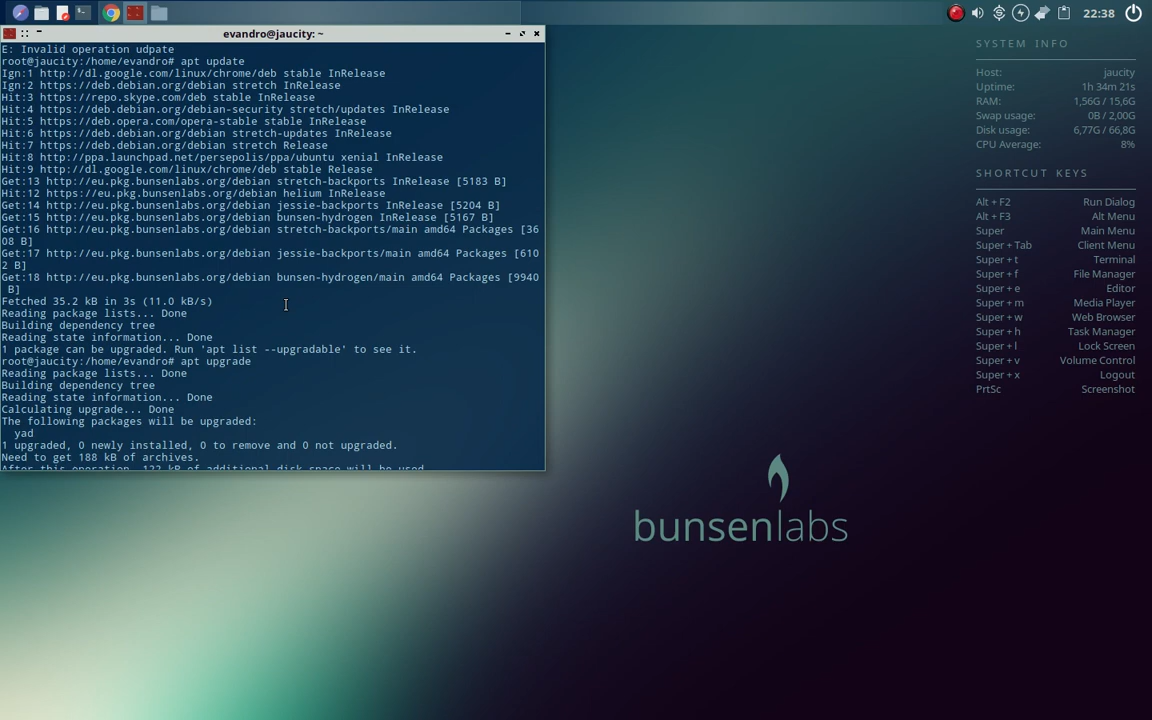 22:38
evandro@jaucity: ~
E: Invalid operation udpate
root@jaucity:/home/evandro# apt update
Ign:1 http://dl.google.com/linux/chrome/deb stable InRelease
Ign:2 https://deb.debian.org/debian stretch InRelease
Hit:3 https://repo.skype.com/deb stable InRelease
Hit:4 https://deb.debian.org/debian-security stretch/updates InRelease
Hit:5 https://deb.opera.com/opera-stable stable InRelease
Hit:6 https://deb.debian.org/debian stretch-updates InRelease
Hit:7 https://deb.debian.org/debian stretch Release
Hit:8 http://ppa.launchpad.net/persepolis/ppa/ubuntu xenial InRelease
Hit:9 http://dl.google.com/linux/chrome/deb stable Release
Get:13 http://eu.pkg.bunsenlabs.org/debian stretch-backports InRelease [5183 B]
Hit:12 https://eu.pkg.bunsenlabs.org/debian helium InRelease
Get:14 http://eu.pkg.bunsenlabs.org/debian jessie-backports InRelease [5204 B]
Get:15 http://eu.pkg.bunsenlabs.org/debian bunsen-hydrogen InRelease [5167 B]
Get:16 http://eu.pkg.bunsenlabs.org/debian stretch-backports/main amd64 Packages [36
08 B]
Get:17 http://eu.pkg.bunsenlabs.org/debian jessie-backports/main amd64 Packages [610
2 B]
Get:18 http://eu.pkg.bunsenlabs.org/debian bunsen-hydrogen/main amd64 Packages [9940
B]
Fetched 35.2 kB in 3s (11.0 kB/s)
Reading package lists... Done
Building dependency tree
Reading state information... Done
1 package can be upgraded. Run 'apt list --upgradable' to see it.
root@jaucity:/home/evandro# apt upgrade
Reading package lists... Done
Building dependency tree
Reading state information... Done
Calculating upgrade... Done
The following packages will be upgraded:
yad
1 upgraded, 0 newly installed, 0 to remove and 0 not upgraded.
Need to get 188 kB of archives.
After this operation, 122 kB of additional disk space will be used.
SYSTEM INFO
Host: jaucity
Uptime: 1h 34m 21s
RAM: 1,56G / 15,6G
Swap usage: 0B / 2,00G
Disk usage: 6,77G / 66,8G
CPU Average: 8%
SHORTCUT KEYS
Alt + F2 Run Dialog
Alt + F3 Alt Menu
Super Main Menu
Super + Tab Client Menu
Super + t Terminal
Super + f File Manager
Super + e Editor
Super + m Media Player
Super + w Web Browser
Super + h Task Manager
Super + l Lock Screen
Super + v Volume Control
Super + x Logout
PrtSc Screenshot
bunsenlabs